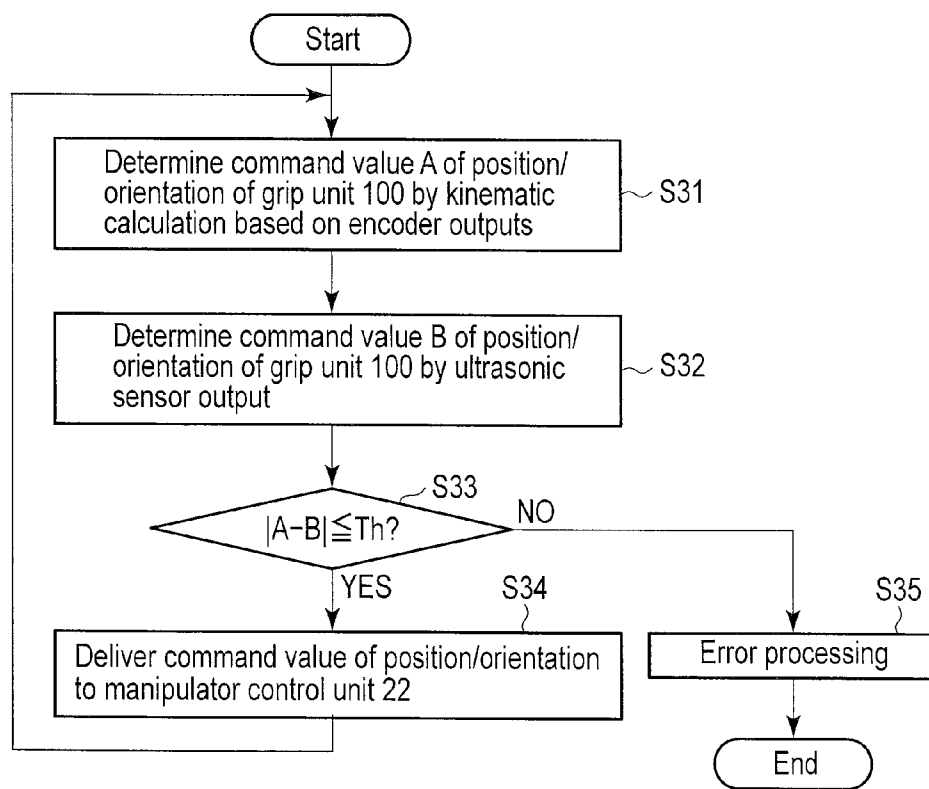 Start
Determine command value A of position/
orientation of grip unit 100 by kinematic
calculation based on encoder outputs
S31
Determine command value B of position/
orientation of grip unit 100 by ultrasonic
sensor output
S32
S33
|A−B|≦Th?
NO
YES
S34
Deliver command value of position/orientation
to manipulator control unit 22
S35
Error processing
End